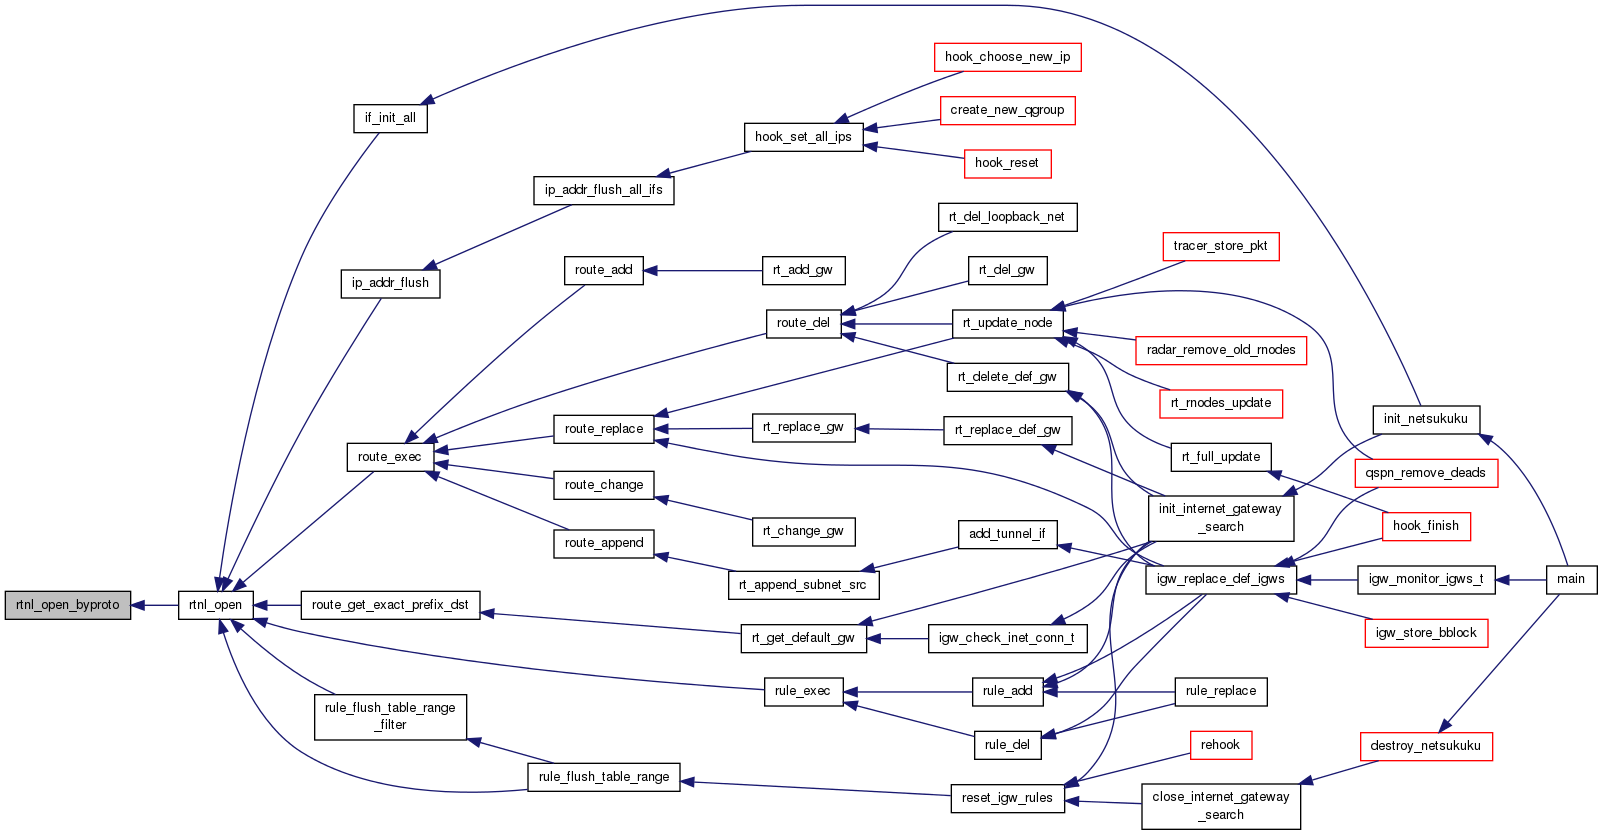 hook_choose_new_ip
create_new_qgroup
if_init_all
hook_set_all_ips
hook_reset
ip_addr_flush_all_ifs
rt_del_loopback_net
tracer_store_pkt
route_add
rt_add_gw
rt_del_gw
ip_addr_flush
route_del
rt_update_node
radar_remove_old_rnodes
rt_delete_def_gw
rt_rnodes_update
init_netsukuku
route_replace
rt_replace_gw
rt_replace_def_gw
route_exec
rt_full_update
qspn_remove_deads
route_change
init_internet_gateway
_search
rt_change_gw
hook_finish
route_append
add_tunnel_if
rt_append_subnet_src
igw_replace_def_igws
igw_monitor_igws_t
main
rtnl_open_byproto
rtnl_open
route_get_exact_prefix_dst
rt_get_default_gw
igw_check_inet_conn_t
igw_store_bblock
rule_exec
rule_add
rule_replace
rule_flush_table_range
_filter
rule_del
rehook
destroy_netsukuku
rule_flush_table_range
reset_igw_rules
close_internet_gateway
_search